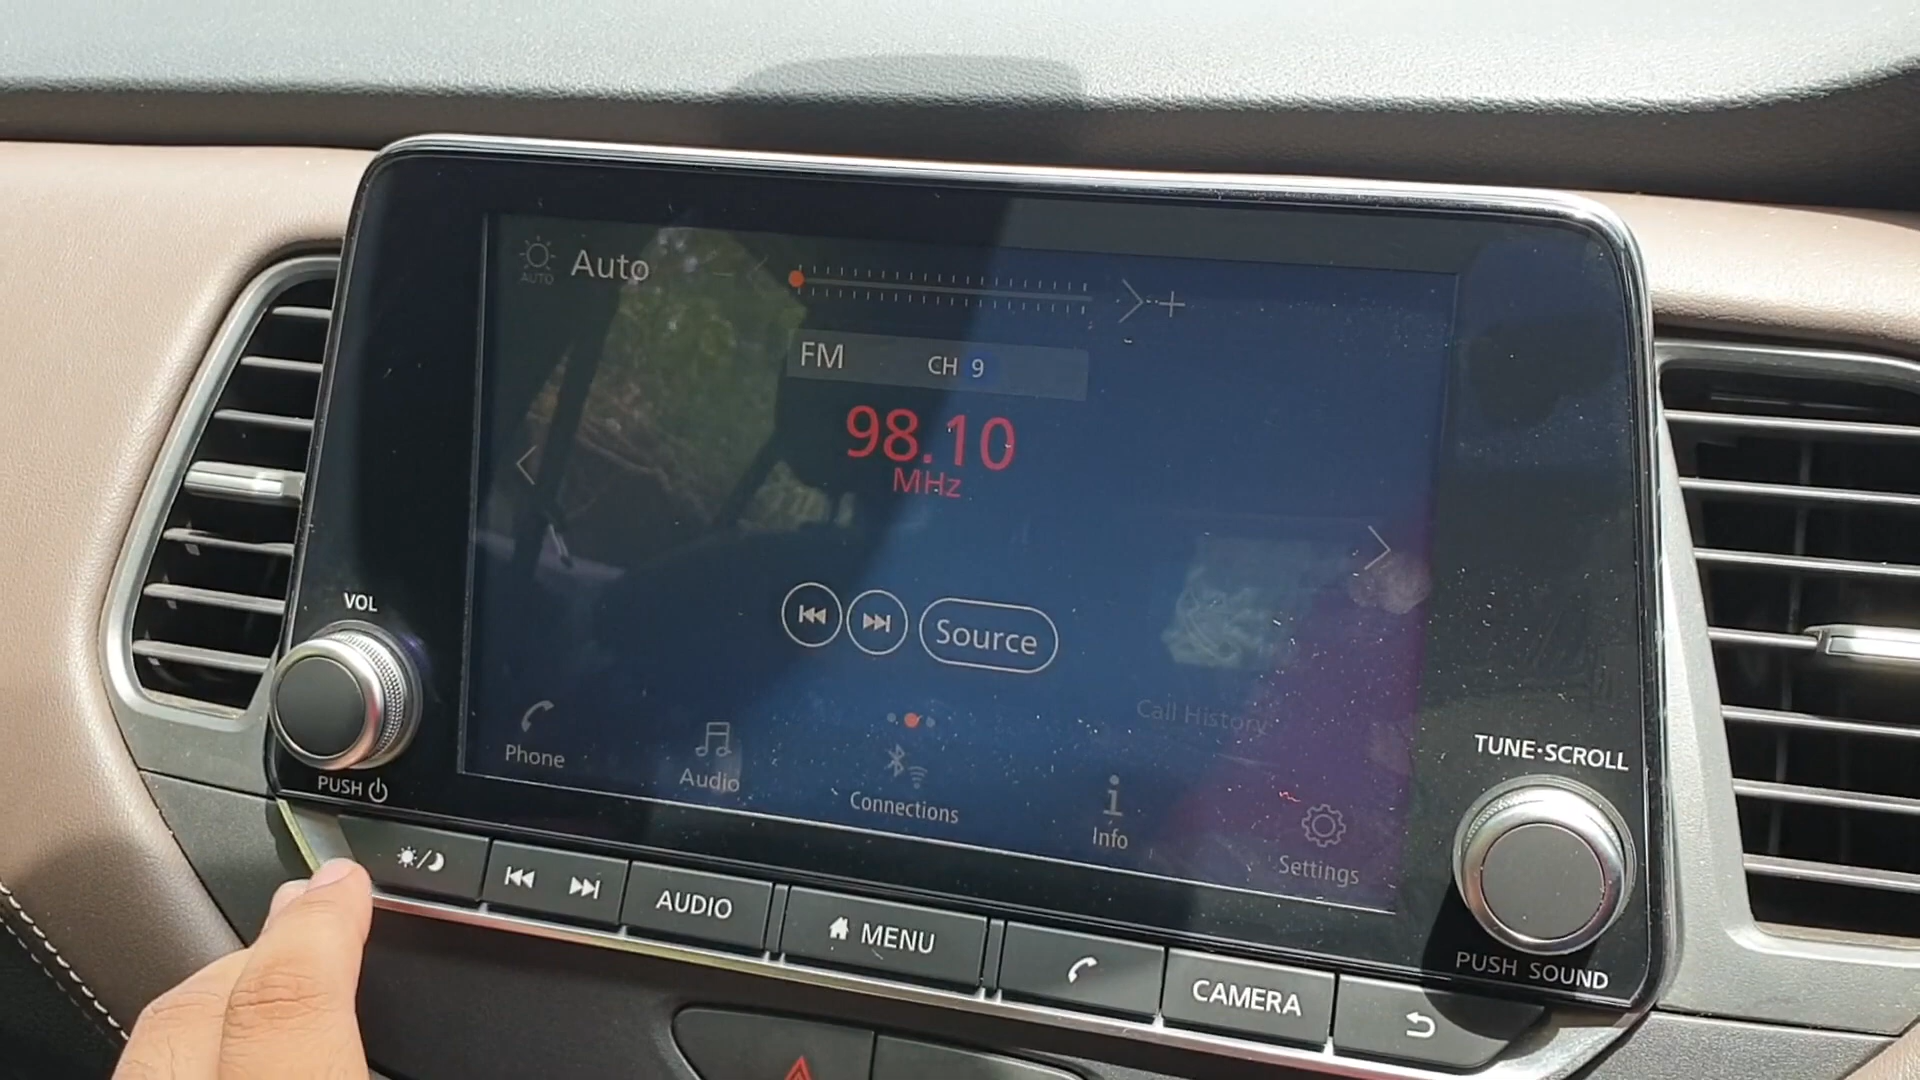 AUTO Auto
FM CH 9
98.10
MHz
Source
Call History
Phone
Audio
Connections
Info
Settings
VOL
PUSH
TUNE·SCROLL
PUSH SOUND
AUDIO
MENU
CAMERA